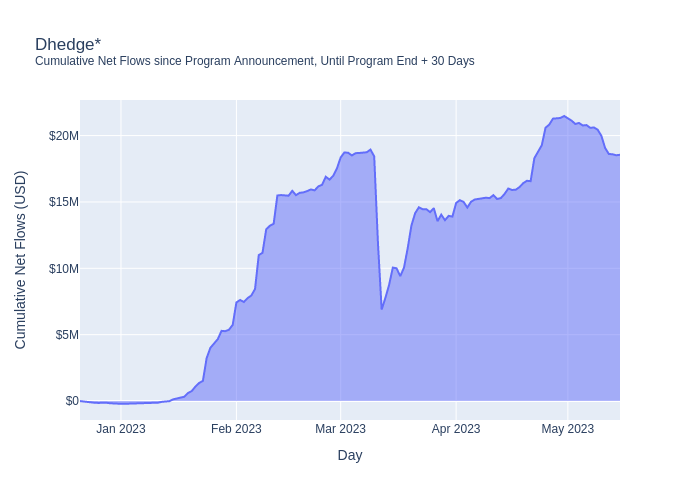 Dhedge*
Cumulative Net Flows since Program Announcement, Until Program End + 30 Days
Cumulative Net Flows (USD)
$20M
$15M
$10M
$5M
$0
Jan 2023 Feb 2023 Mar 2023 Apr 2023 May 2023
Day